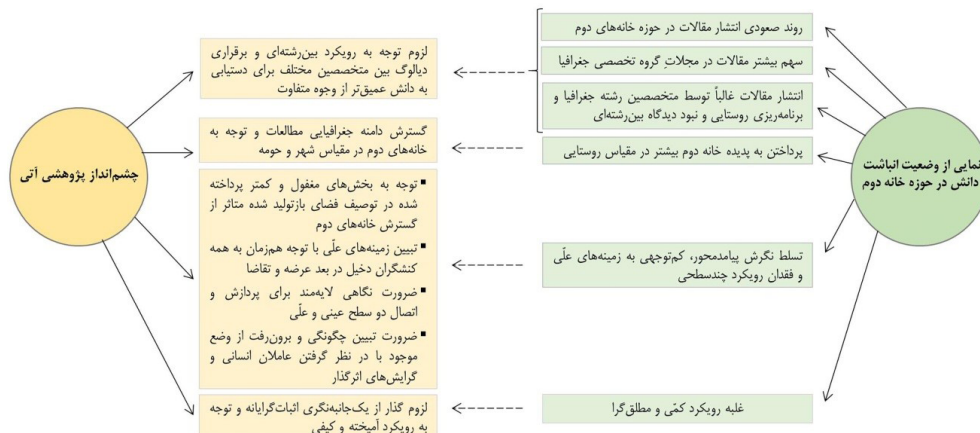 نمایی از وضعیت انباشت
دانش در حوزه خانه دوم
روند صعودی انتشار مقالات در حوزه خانه‌های دوم
سهم بیشتر مقالات در مجلاتِ گروه تخصصی جغرافیا
انتشار مقالات غالباً توسط متخصصین رشته جغرافیا و
برنامه‌ریزی روستایی و نبود دیدگاه بین‌رشته‌ای
پرداختن به پدیده خانه دوم بیشتر در مقیاس روستایی
تسلط نگرش پیامدمحور، کم‌توجهی به زمینه‌های علّی
و فقدان رویکرد چندسطحی
غلبه رویکرد کمّی و مطلق‌گرا
لزوم توجه به رویکرد بین‌رشته‌ای و برقراری
دیالوگ بین متخصصین مختلف برای دستیابی
به دانش عمیق‌تر از وجوه متفاوت
گسترش دامنه جغرافیایی مطالعات و توجه به
خانه‌های دوم در مقیاس شهر و حومه
▪ توجه به بخش‌های مغفول و کمتر پرداخته
شده در توصیف فضای بازتولید شده متاثر از
گسترش خانه‌های دوم
▪ تبیین زمینه‌های علّی با توجه هم‌زمان به همه
کنشگران دخیل در بعد عرضه و تقاضا
▪ ضرورت نگاهی لایه‌مند برای پردازش و
اتصال دو سطح عینی و علّی
▪ ضرورت تبیین چگونگی و برون‌رفت از وضع
موجود با در نظر گرفتن عاملان انسانی و
گرایش‌های اثرگذار
لزوم گذار از یک‌جانبه‌نگری اثبات‌گرایانه و توجه
به رویکرد آمیخته و کیفی
چشم‌انداز پژوهشی آتی